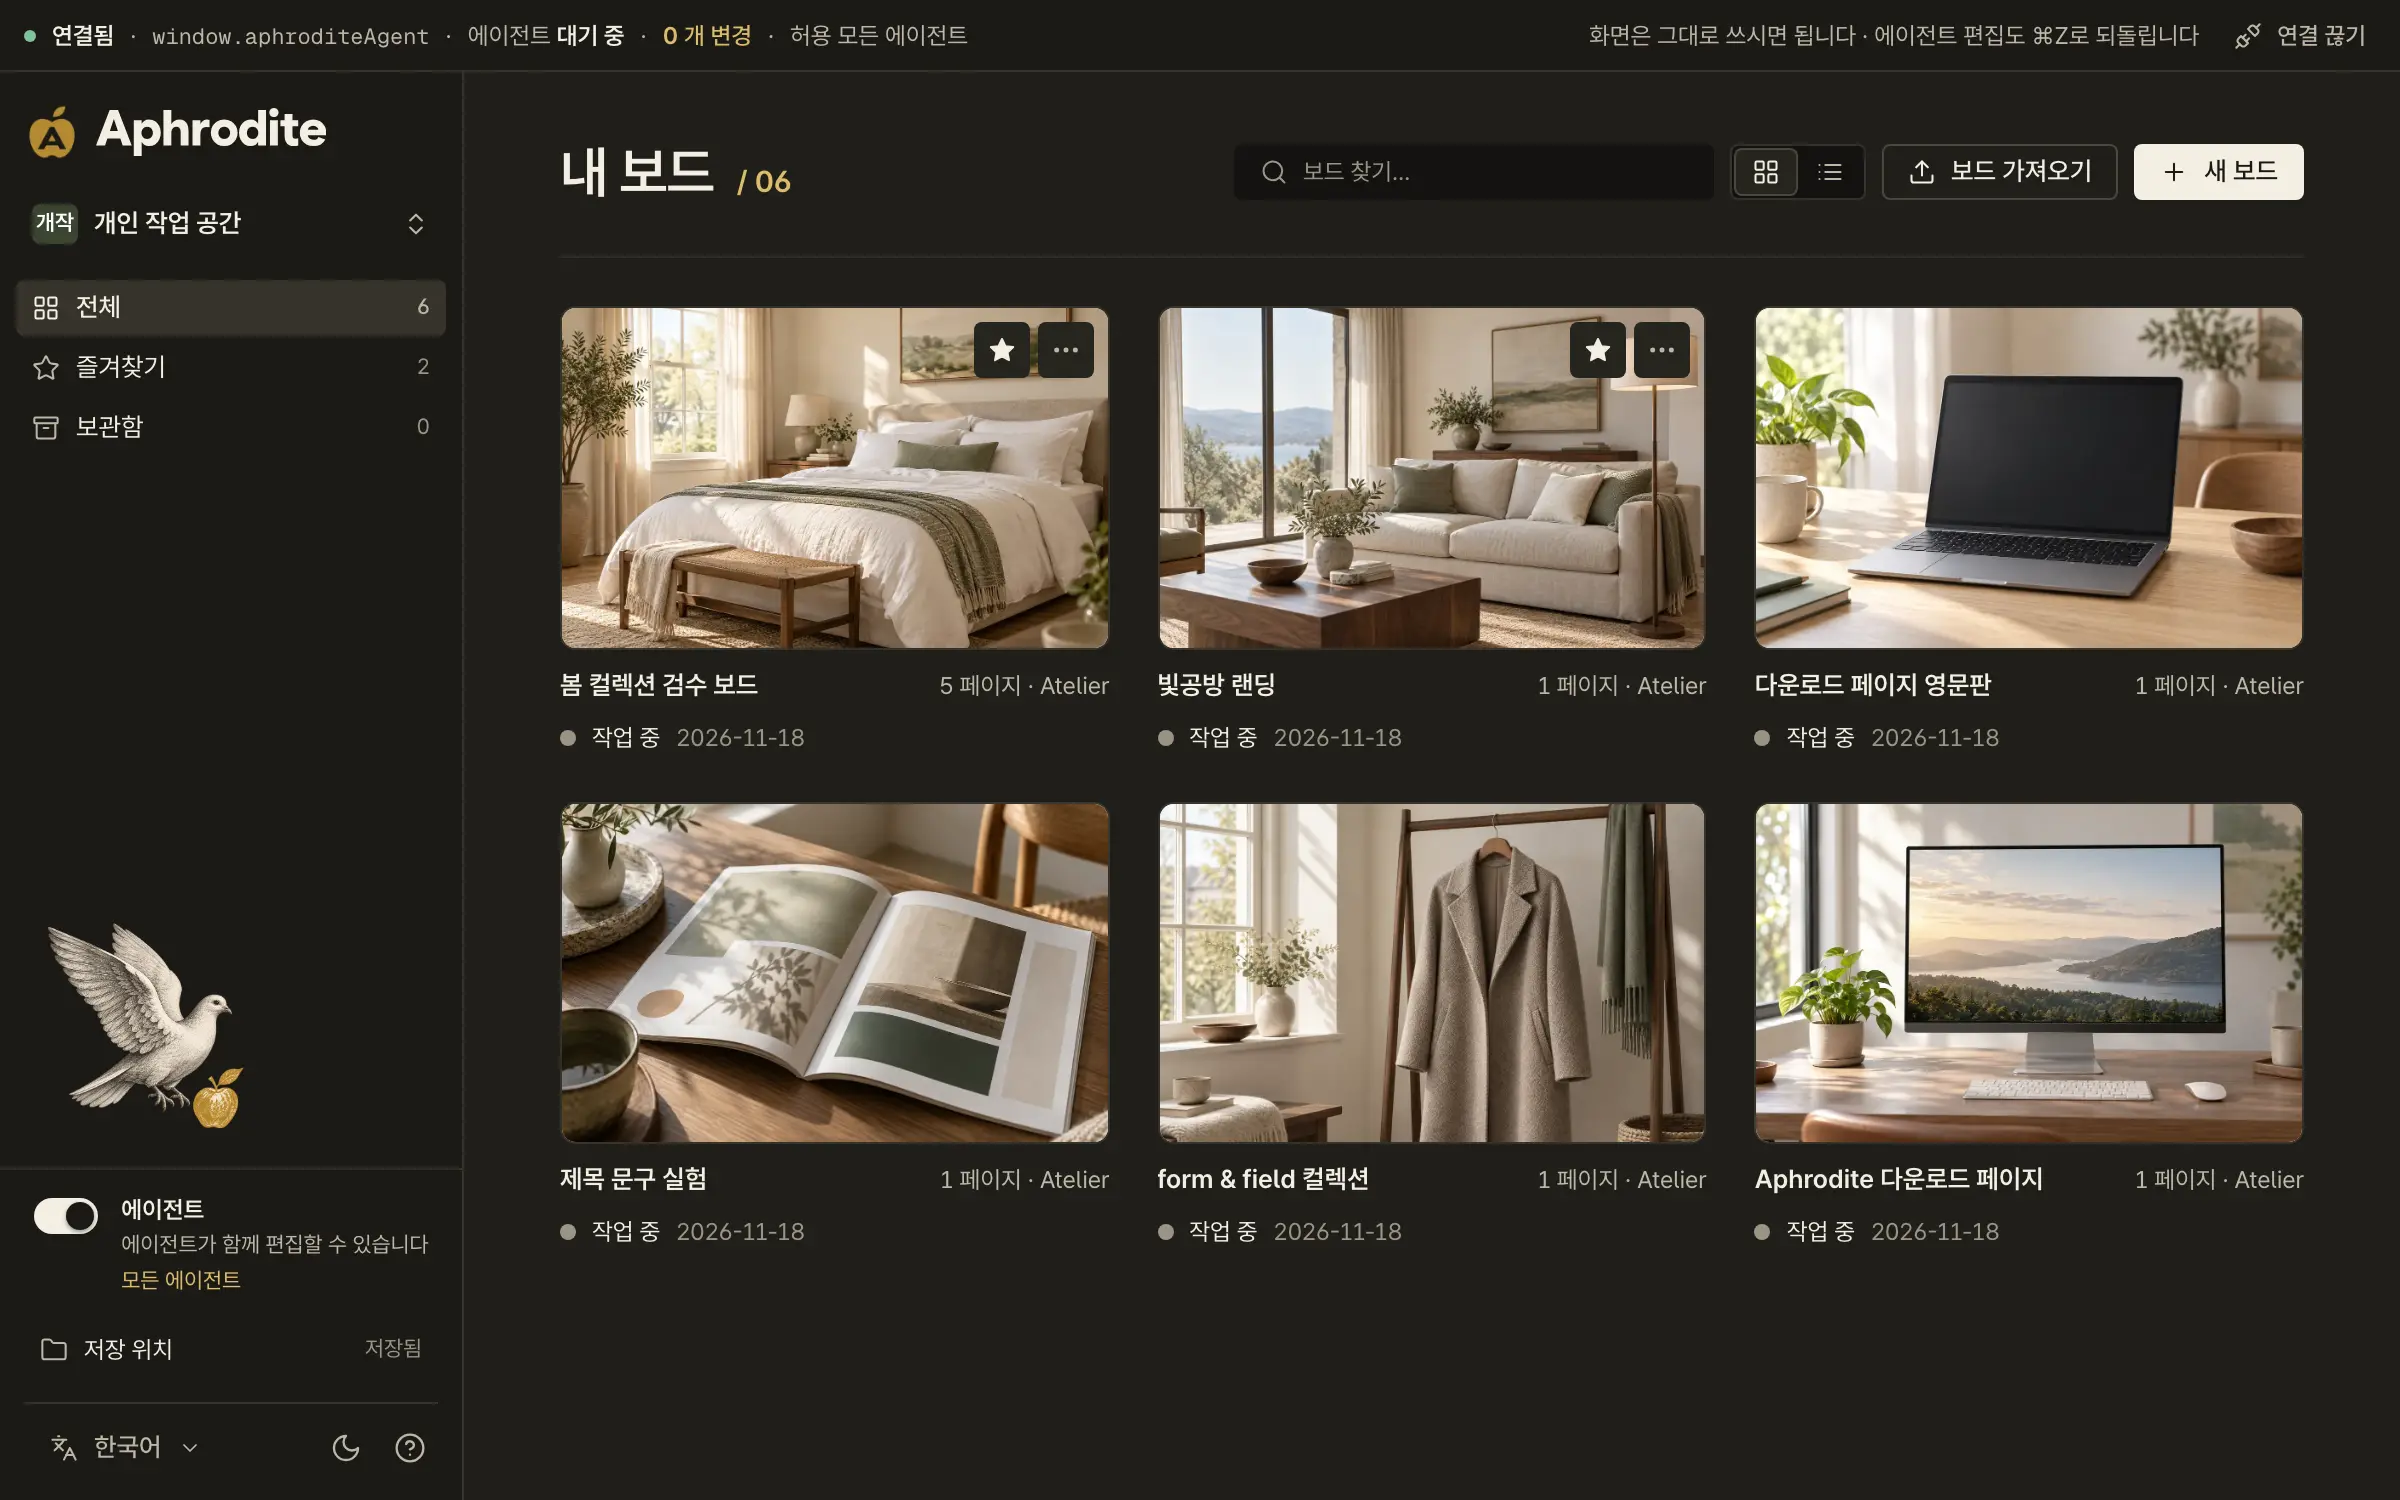 연결됨 · window.aphroditeAgent · 에이전트 대기 중 · 0 개 변경 · 허용 모든 에이전트
화면은 그대로 쓰시면 됩니다 · 에이전트 편집도 ⌘Z로 되돌립니다
연결 끊기
Aphrodite
개작 개인 작업 공간
전체 6
즐겨찾기 2
보관함 0
에이전트
에이전트가 함께 편집할 수 있습니다
모든 에이전트
저장 위치 저장됨
한국어
내 보드 / 06
보드 찾기...
보드 가져오기
새 보드
봄 컬렉션 검수 보드 5 페이지 · Atelier
작업 중 2026-11-18
빛공방 랜딩 1 페이지 · Atelier
작업 중 2026-11-18
다운로드 페이지 영문판 1 페이지 · Atelier
작업 중 2026-11-18
제목 문구 실험 1 페이지 · Atelier
작업 중 2026-11-18
form & field 컬렉션 1 페이지 · Atelier
작업 중 2026-11-18
Aphrodite 다운로드 페이지 1 페이지 · Atelier
작업 중 2026-11-18